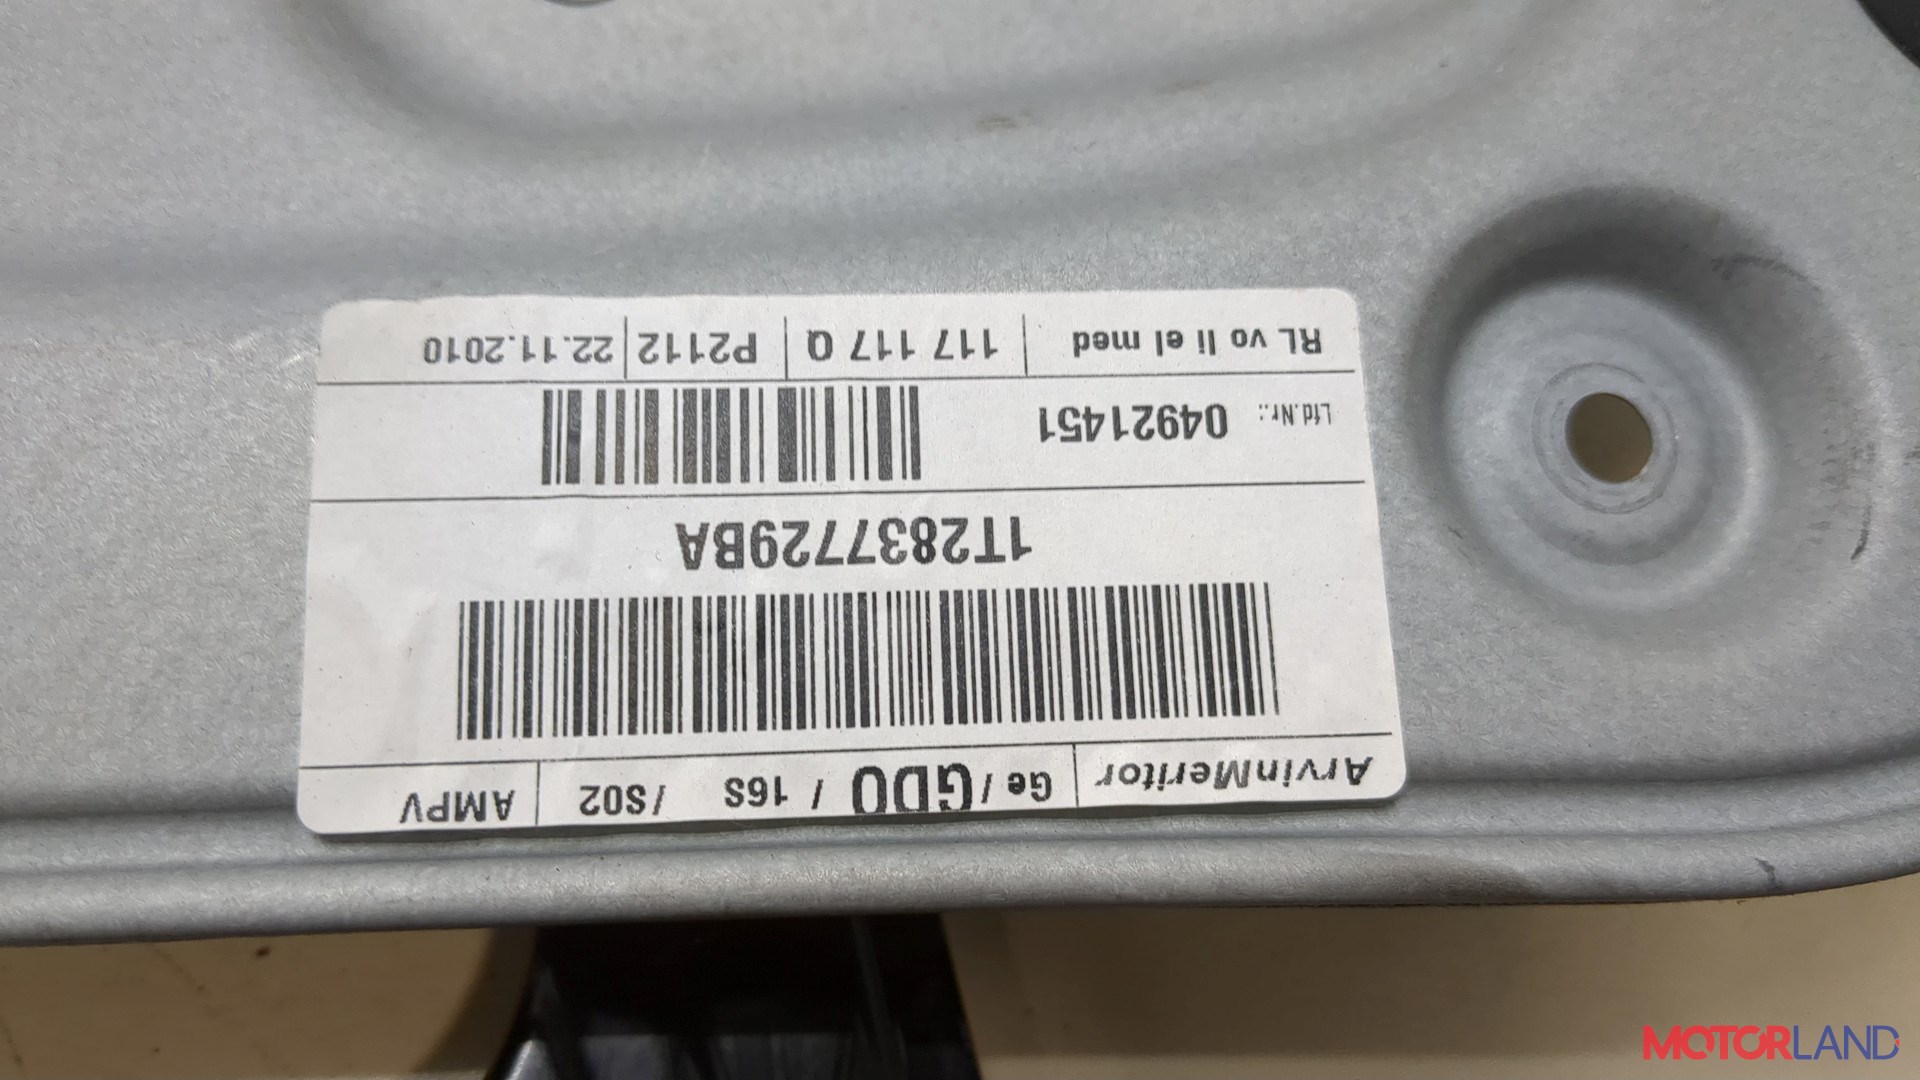 ArvinMeritor Ge / GDO / 16S /S02 AMPV
1T2837729BA
Lfd.Nr.: 04921451
RL vo li el med 117 117 Q P2112 22.11.2010
MOTORLAND